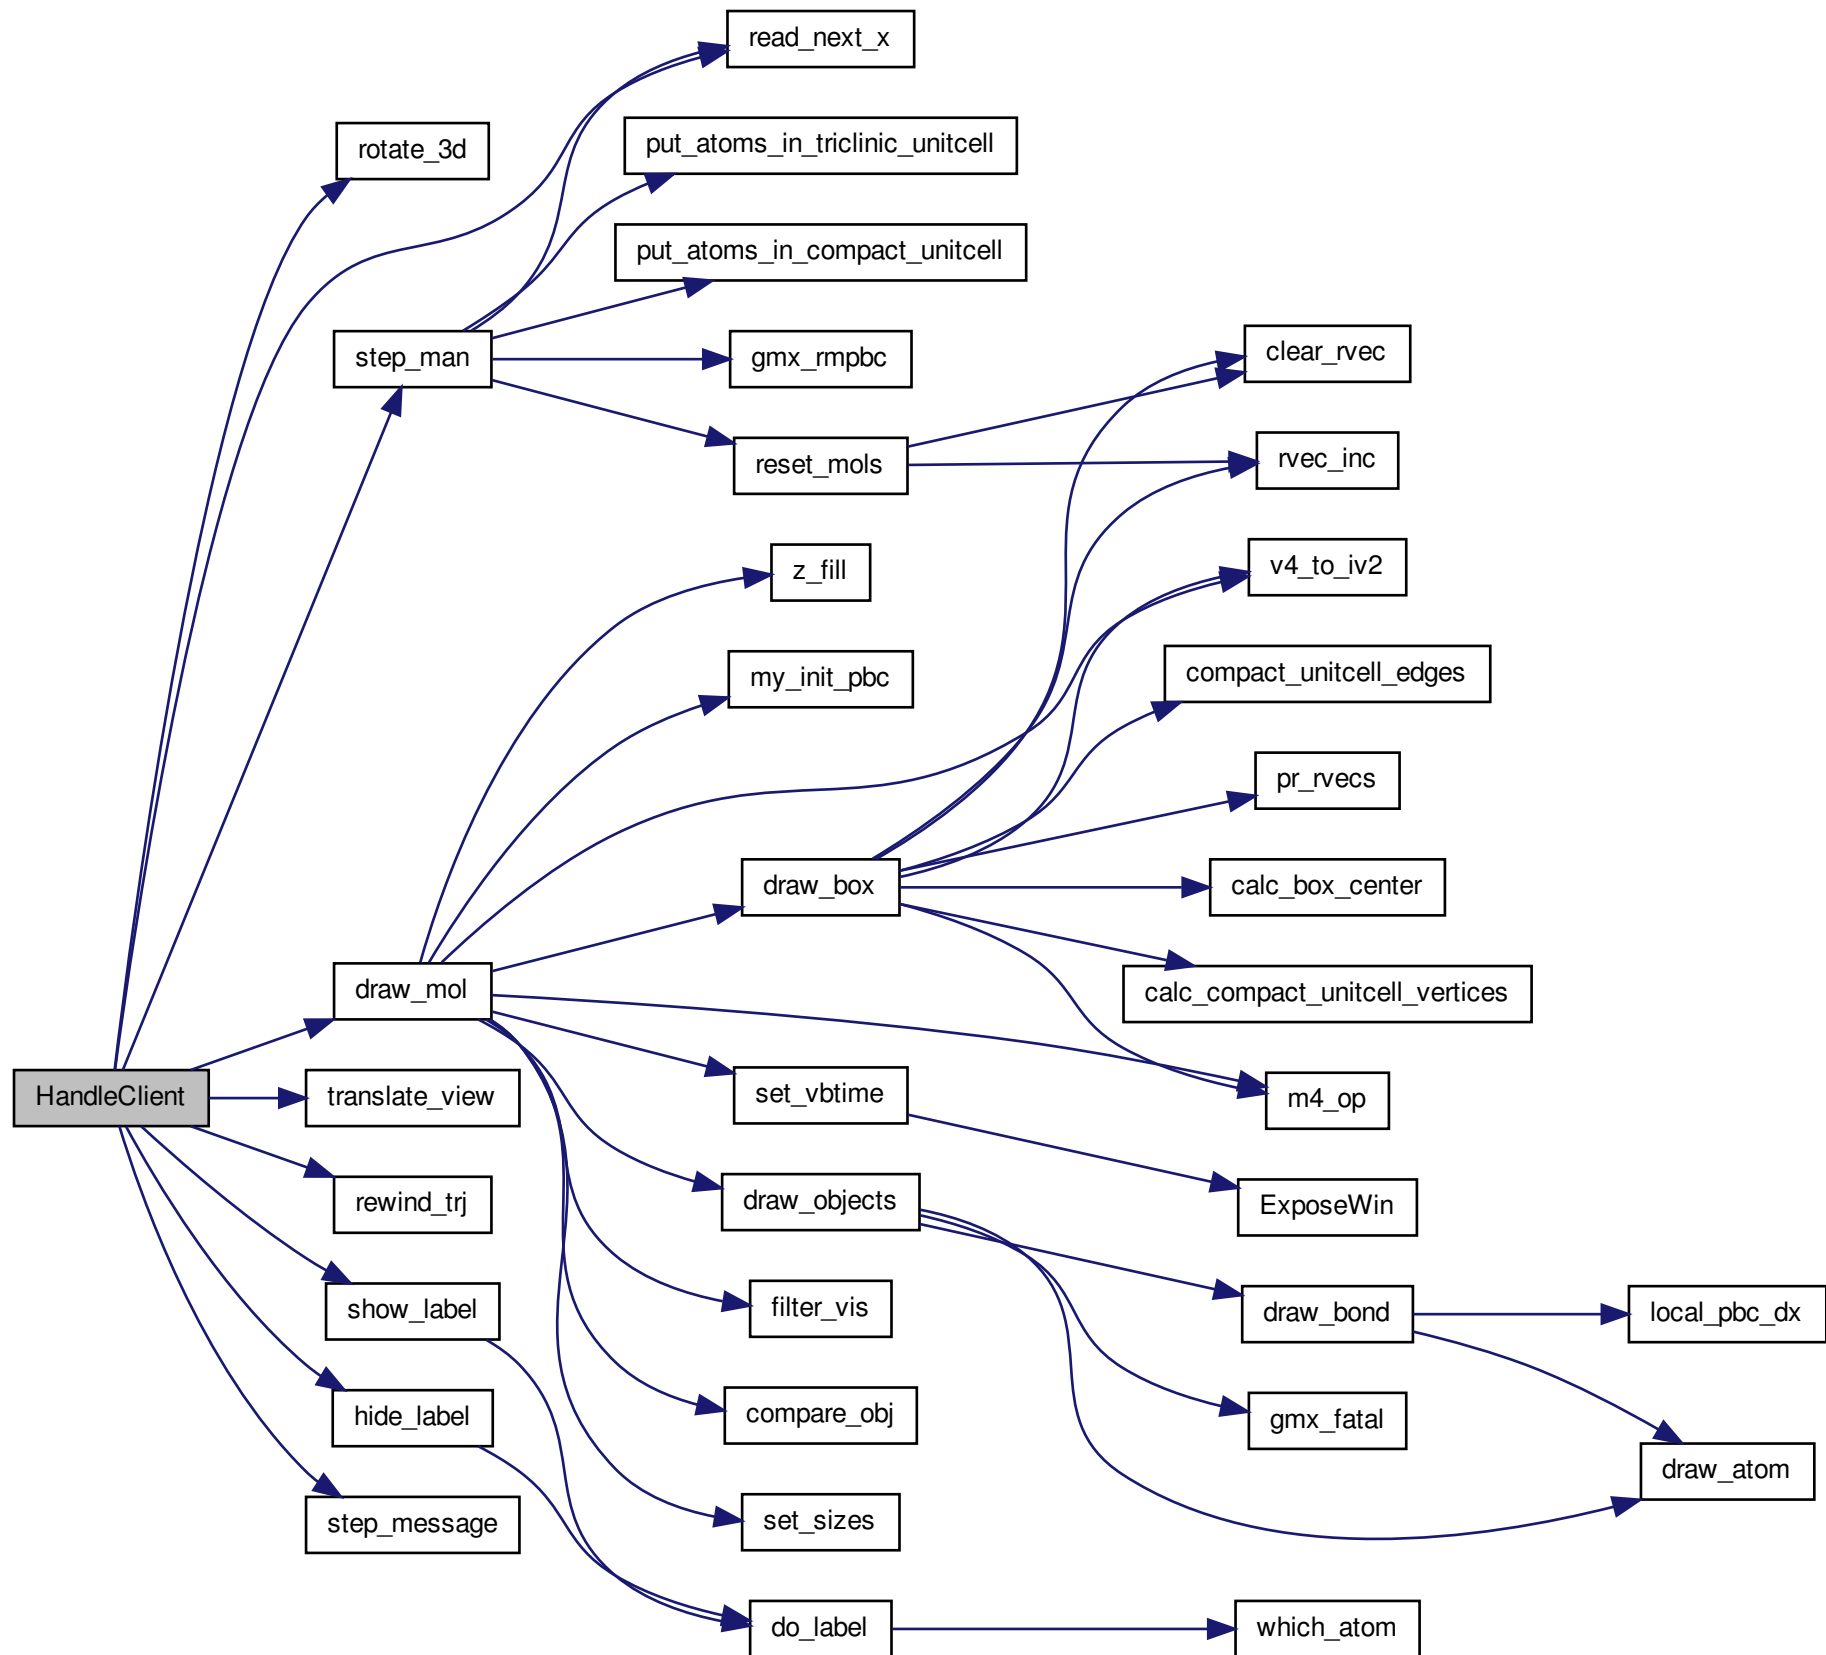 read_next_x
rotate_3d
put_atoms_in_triclinic_unitcell
put_atoms_in_compact_unitcell
step_man
gmx_rmpbc
clear_rvec
reset_mols
rvec_inc
z_fill
v4_to_iv2
my_init_pbc
compact_unitcell_edges
pr_rvecs
draw_box
calc_box_center
draw_mol
calc_compact_unitcell_vertices
HandleClient
translate_view
set_vbtime
m4_op
rewind_trj
draw_objects
ExposeWin
show_label
filter_vis
draw_bond
local_pbc_dx
hide_label
compare_obj
gmx_fatal
draw_atom
step_message
set_sizes
do_label
which_atom